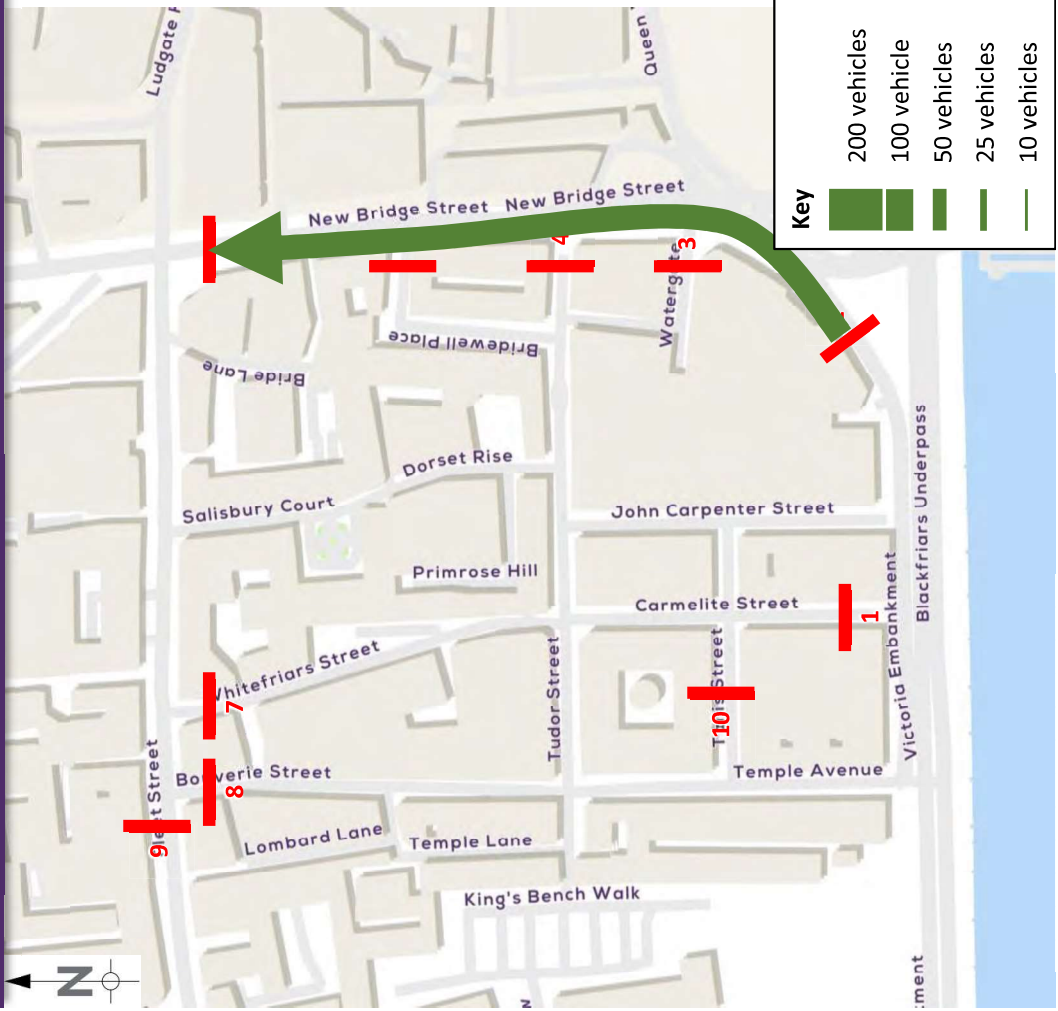 Ludgate
Queen
New Bridge Street
New Bridge Street
4
3
Watergate
Bridewell Place
Bride Lane
Dorset Rise
Salisbury Court
John Carpenter Street
Primrose Hill
Carmelite Street
1
Whitefriars Street
7
Tudor Street
10
Victoria Embankment
Blackfriars Underpass
Bouverie Street
8
Temple Avenue
Fleet Street
9
Lombard Lane
Temple Lane
King's Bench Walk
N
ment
Key
200 vehicles
100 vehicle
50 vehicles
25 vehicles
10 vehicles